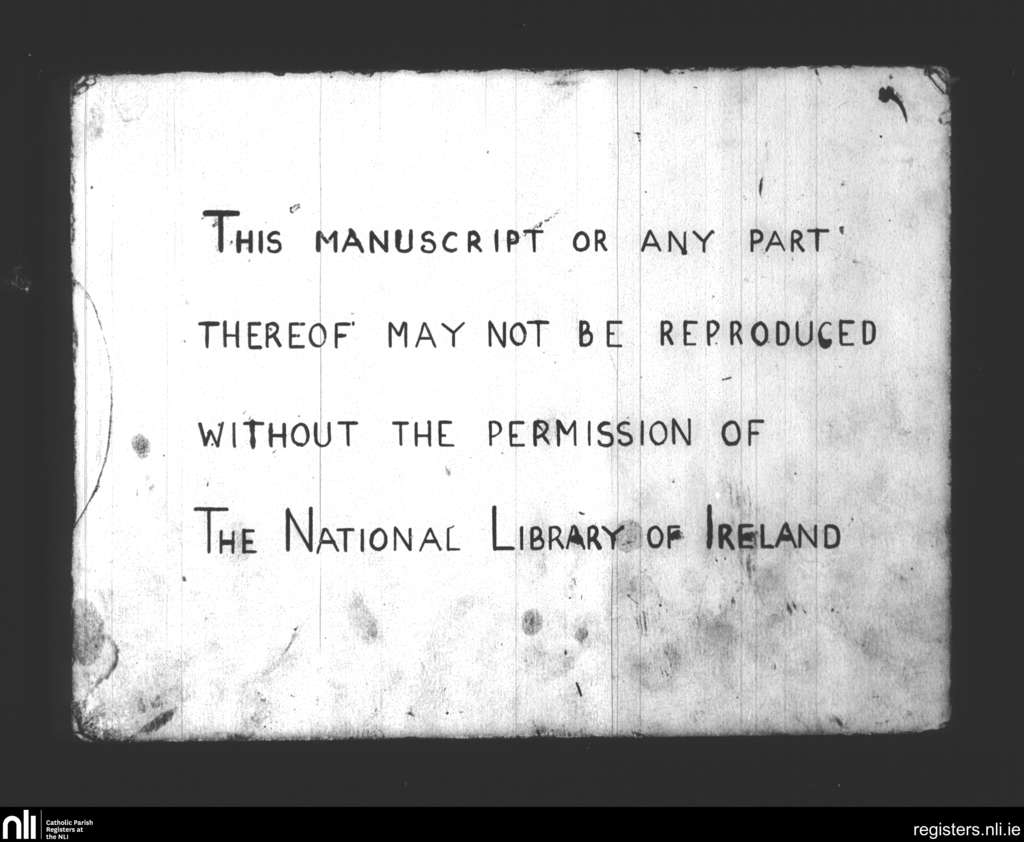 THIS MANUSCRIPT OR ANY PART
THEREOF MAY NOT BE REPRODUCED
WITHOUT THE PERMISSION OF
THE NATIONAL LIBRARY OF IRELAND
nli
Catholic Parish
Registers at
the NLI
registers.nli.ie